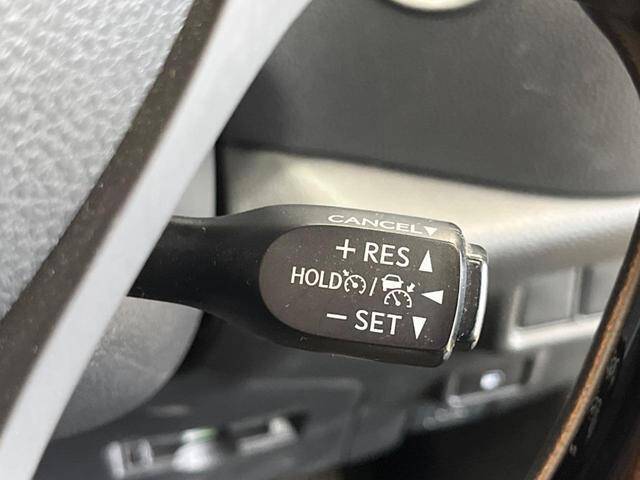 CANCEL▼
+ RES ▲
HOLD / ◀
− SET ▼